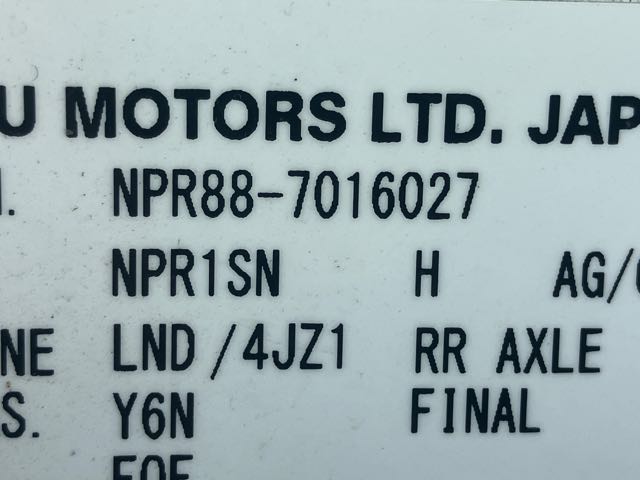 U MOTORS LTD. JAP
. NPR88-7016027
NPR1SN H AG/
NE LND/4JZ1 RR AXLE
S. Y6N FINAL